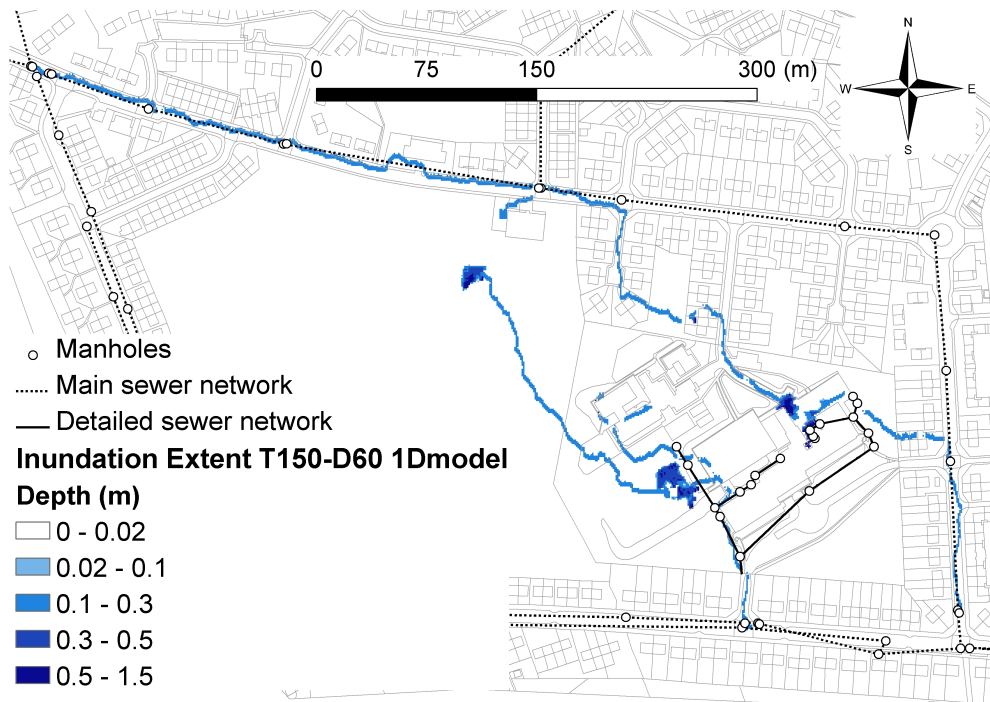 N
0 75 150 300 (m)
W E
S
Manholes
Main sewer network
Detailed sewer network
Inundation Extent T150-D60 1Dmodel
Depth (m)
0 - 0.02
0.02 - 0.1
0.1 - 0.3
0.3 - 0.5
0.5 - 1.5